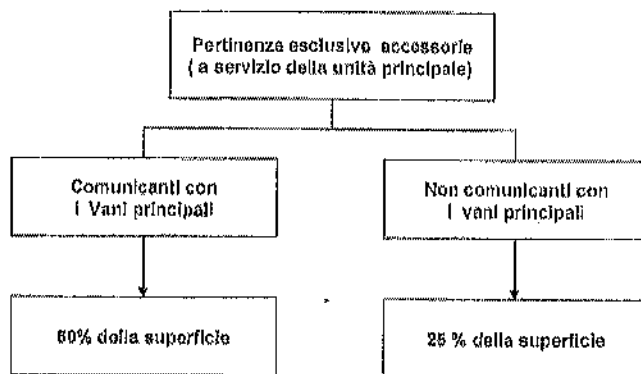 Pertinenze esclusive accessorie
( a servizio della unità principale)
Comunicanti con
i Vani principali
Non comunicanti con
i vani principali
50% della superficie
25 % della superficie